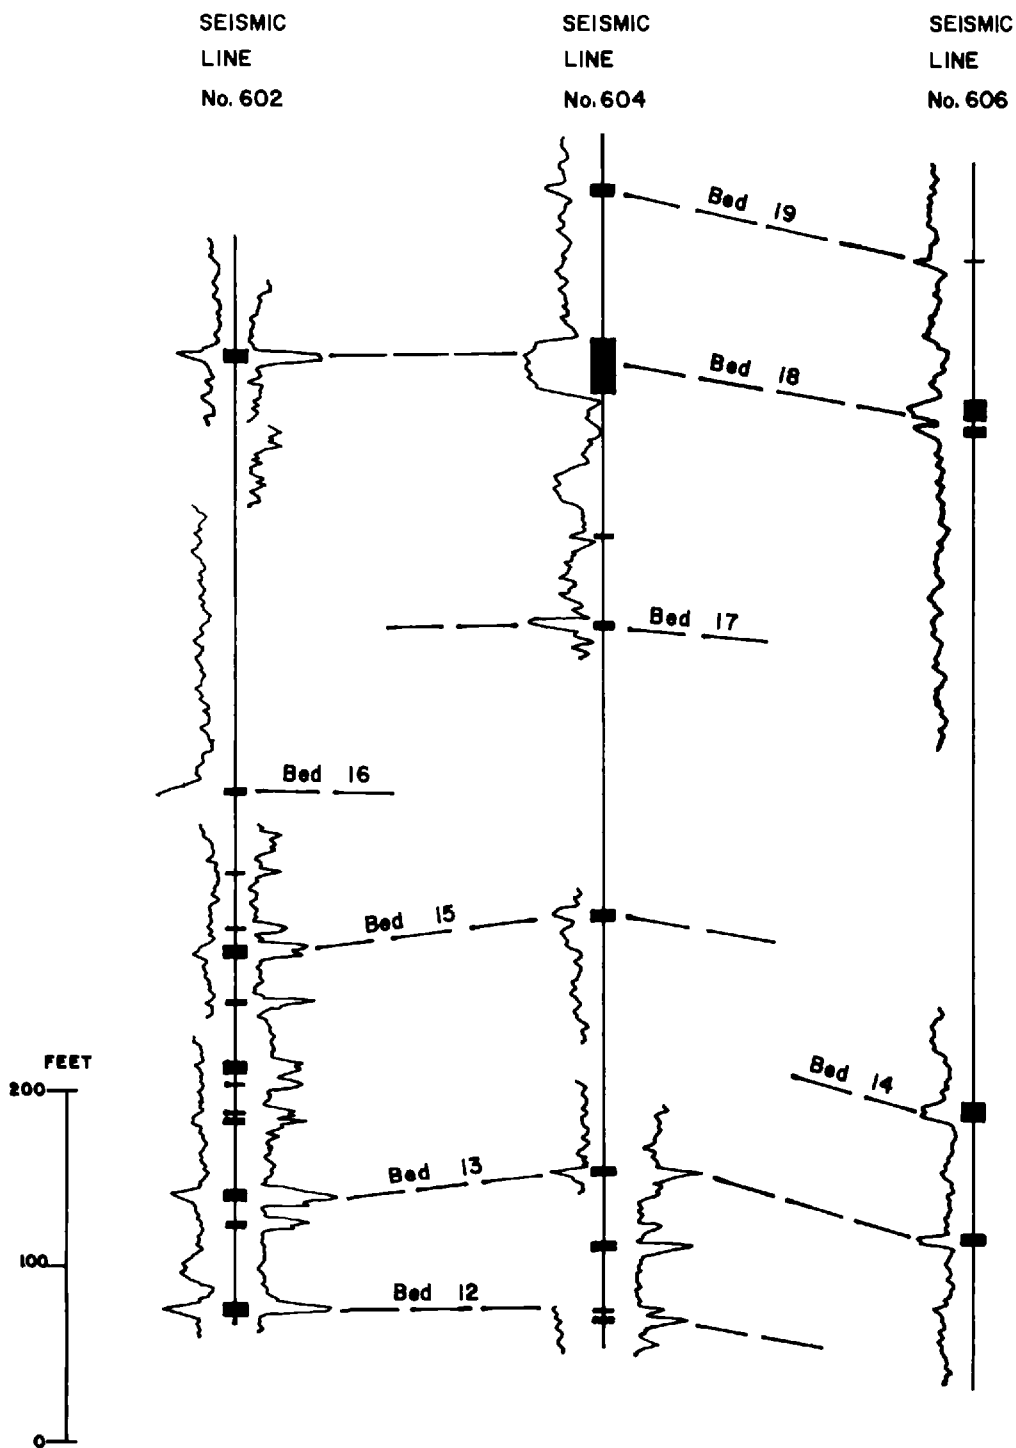 SEISMIC
LINE
No. 602
SEISMIC
LINE
No. 604
SEISMIC
LINE
No. 606
Bed 19
Bed 18
Bed 17
Bed 16
Bed 15
Bed 14
Bed 13
Bed 12
FEET
200
100
0